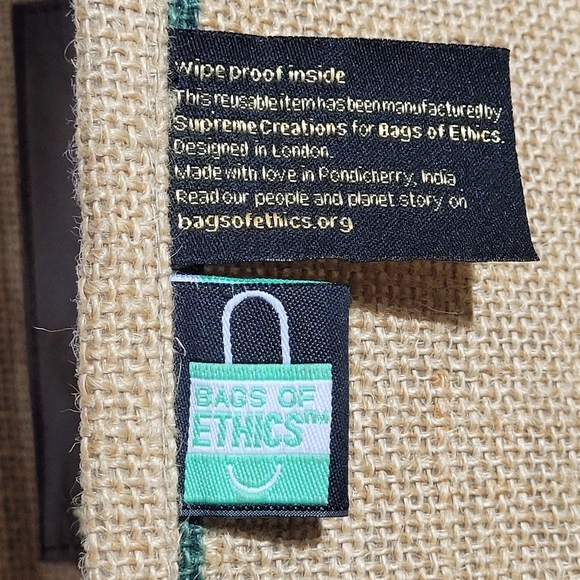 Wipe proof inside
This reusable item has been manufactured by
Supreme Creations for Bags of Ethics.
Designed in London.
Made with love in Pondicherry, India
Read our people and planet story on
bagsofethics.org
BAGS OF
ETHICS™